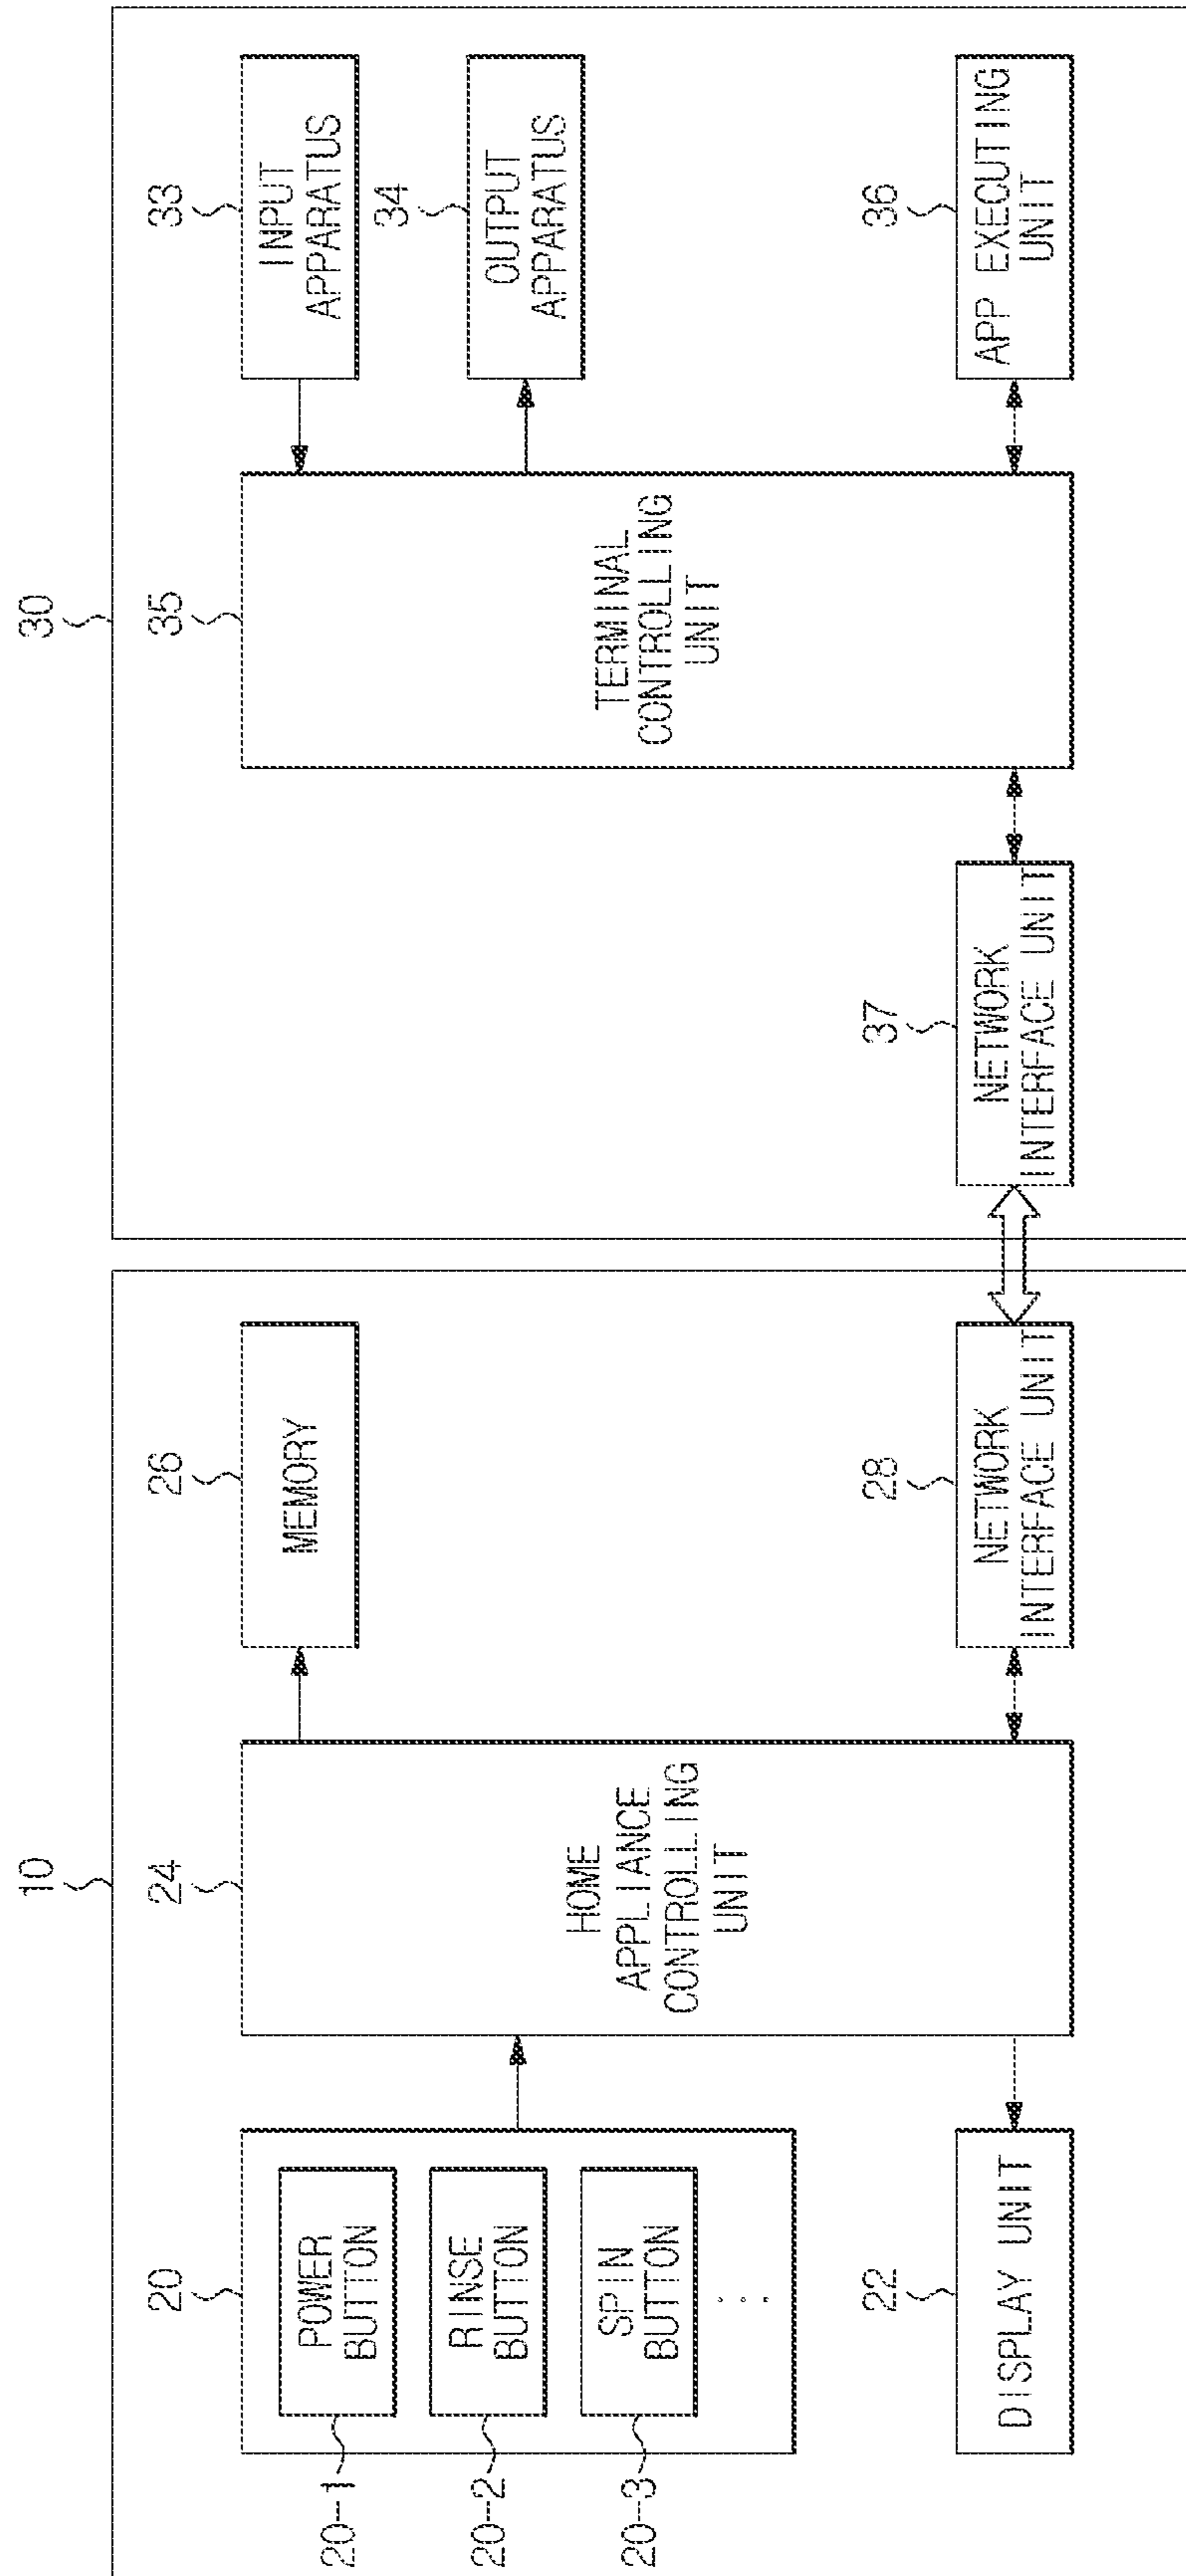 10
20
20-1
POWER
BUTTON
20-2
RINSE
BUTTON
20-3
SPIN
BUTTON
22
DISPLAY UNIT
24
HOME
APPLIANCE
CONTROLLING
UNIT
26
MEMORY
28
NETWORK
INTERFACE UNIT
30
37
NETWORK
INTERFACE UNIT
35
TERMINAL
CONTROLLING
UNIT
33
INPUT
APPARATUS
34
OUTPUT
APPARATUS
36
APP EXECUTING
UNIT